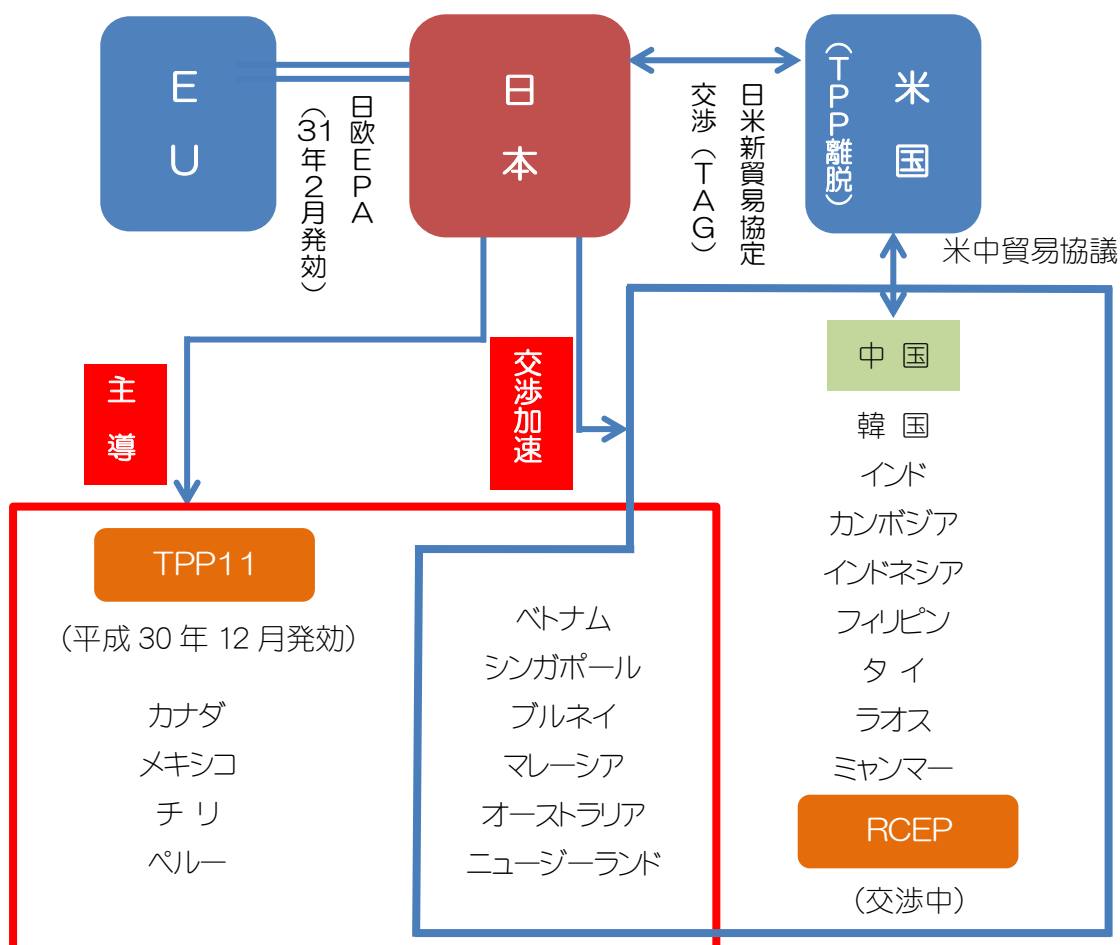 EU
日本
米国
（TPP離脱）
日欧EPA
（31年2月発効）
日米新貿易協定
交渉（TAG）
米中貿易協議
主導
交渉加速
中国
韓国
インド
カンボジア
インドネシア
フィリピン
タイ
ラオス
ミャンマー
RCEP
（交渉中）
TPP11
（平成30年12月発効）
カナダ
メキシコ
チリ
ペルー
ベトナム
シンガポール
ブルネイ
マレーシア
オーストラリア
ニュージーランド